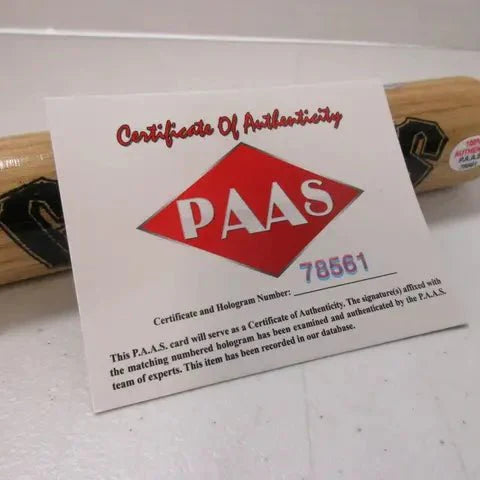 Certificate Of Authenticity
PAAS
Certificate and Hologram Number: 78561
This P.A.A.S. card will serve as a Certificate of Authenticity. The signature(s) affixed with
the matching numbered hologram has been examined and authenticated by the P.A.A.S.
team of experts. This item has been recorded in our database.
100%
AUTHENTIC
P.A.A.S.